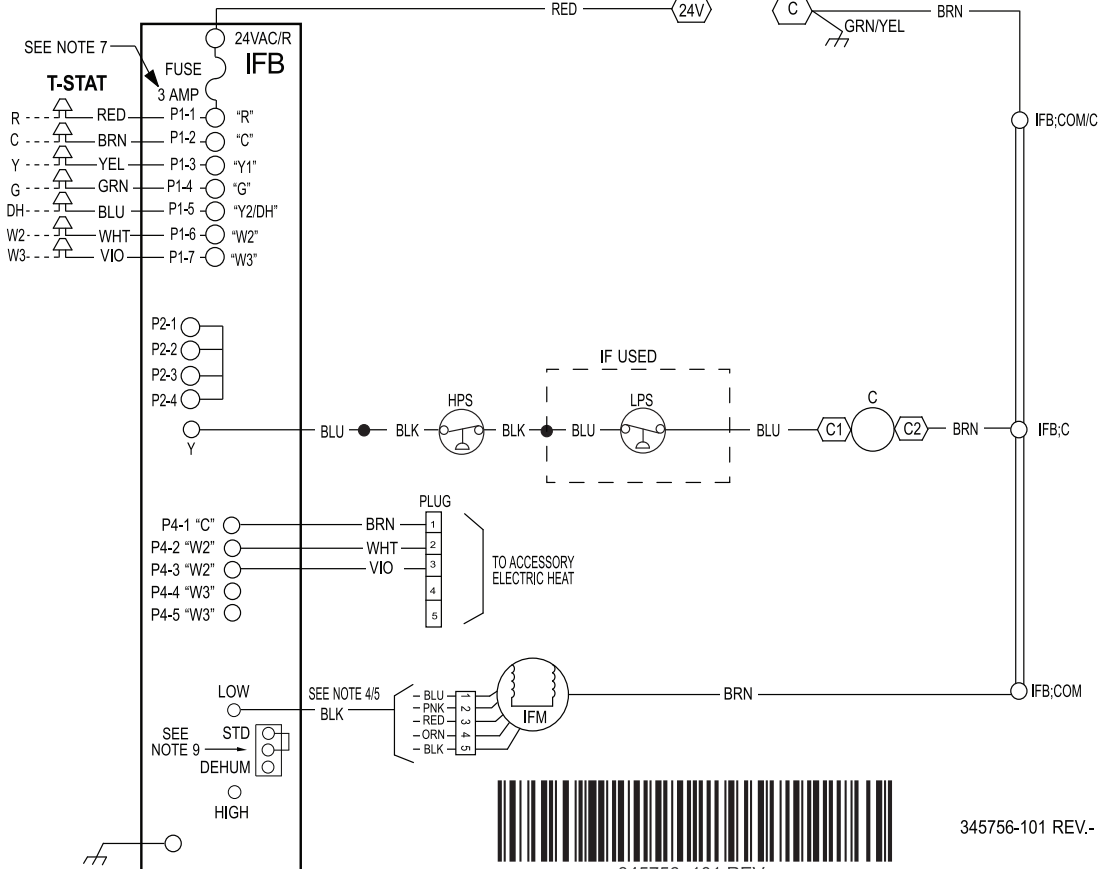 RED
24V
C
GRN/YEL
BRN
SEE NOTE 7
24VAC/R
IFB
FUSE
3 AMP
T-STAT
R RED P1-1 "R"
C BRN P1-2 "C"
Y YEL P1-3 "Y1"
G GRN P1-4 "G"
DH BLU P1-5 "Y2/DH"
W2 WHT P1-6 "W2"
W3 VIO P1-7 "W3"
IFB;COM/C
P2-1
P2-2
P2-3
P2-4
Y
BLU
BLK
HPS
BLK
IF USED
BLU
LPS
BLU
C1
C
C2
BRN
IFB;C
P4-1 "C"
P4-2 "W2"
P4-3 "W2"
P4-4 "W3"
P4-5 "W3"
BRN
WHT
VIO
PLUG
1
2
3
4
5
TO ACCESSORY
ELECTRIC HEAT
LOW
SEE NOTE 4/5
BLK
BLU 1
PNK 2
RED 3
ORN 4
BLK 5
IFM
BRN
IFB;COM
SEE
NOTE 9
STD
DEHUM
HIGH
345756-101 REV.-